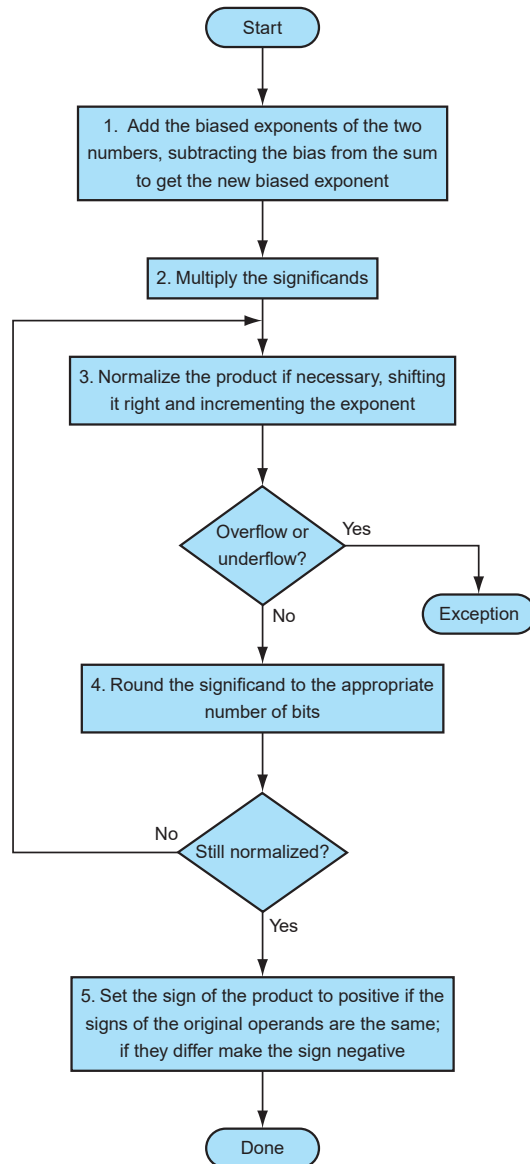 Start
1. Add the biased exponents of the two
numbers, subtracting the bias from the sum
to get the new biased exponent
2. Multiply the significands
3. Normalize the product if necessary, shifting
it right and incrementing the exponent
Overflow or
underflow?
Yes
Exception
No
4. Round the significand to the appropriate
number of bits
No
Still normalized?
Yes
5. Set the sign of the product to positive if the
signs of the original operands are the same;
if they differ make the sign negative
Done